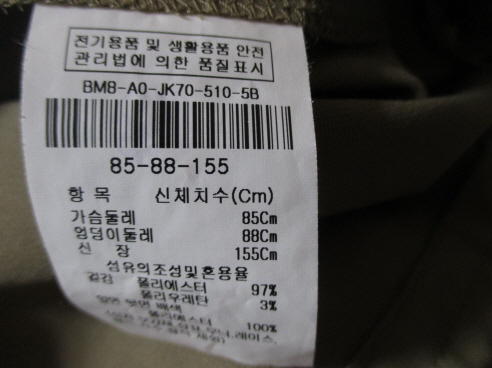 전기용품 및 생활용품 안전
관리법에 의한 품질표시
BM8-A0-JK70-510-5B
85-88-155
항 목 신체치수(Cm)
가슴둘레 85Cm
엉덩이둘레 88Cm
신 장 155Cm
섬유의조성및혼용율
겉감 폴리에스터 97%
폴리우레탄 3%
배색
폴리에스터 100%